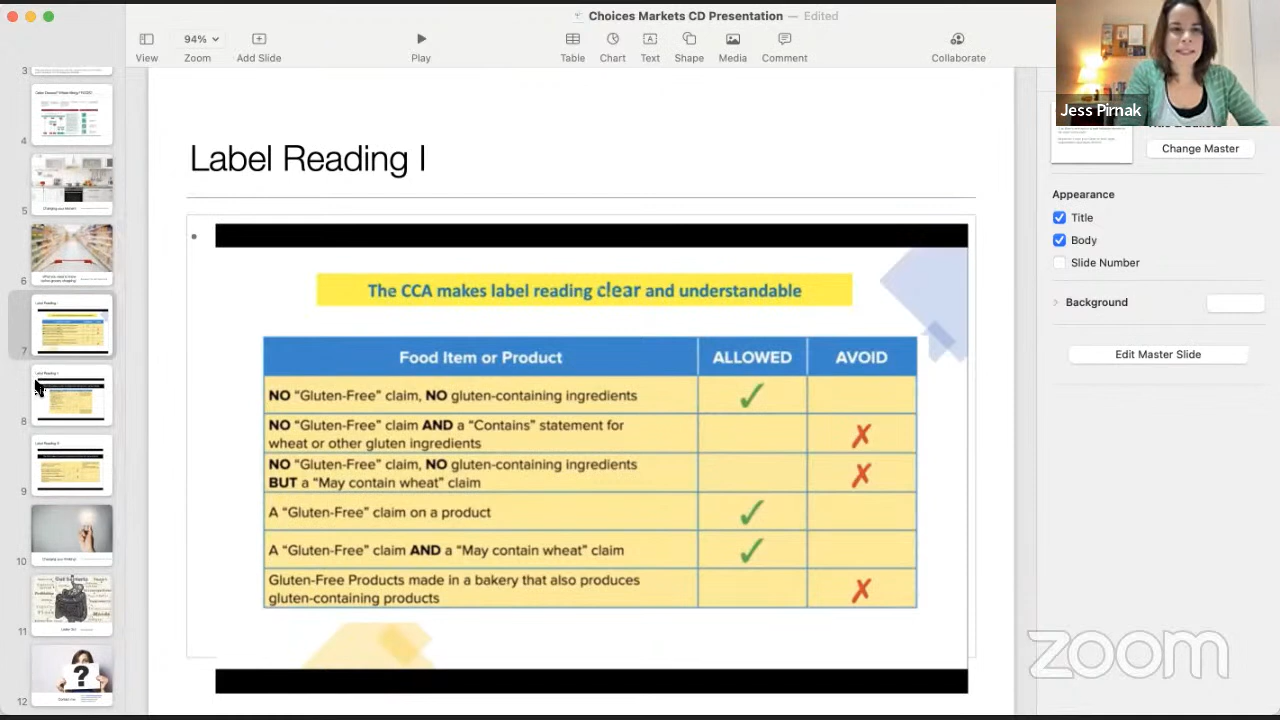 Choices Markets CD Presentation — Edited
94%
View
Zoom
Add Slide
Play
Table
Chart
Text
Shape
Media
Comment
Collaborate
Jess Pirnak
3
4
5
6
7
8
9
10
11
12
Label Reading I
The CCA makes label reading clear and understandable
Food Item or Product ALLOWED AVOID
NO “Gluten-Free” claim, NO gluten-containing ingredients ✓
NO “Gluten-Free” claim AND a “Contains” statement for
wheat or other gluten ingredients ✗
NO “Gluten-Free” claim, NO gluten-containing ingredients
BUT a “May contain wheat” claim ✗
A “Gluten-Free” claim on a product ✓
A “Gluten-Free” claim AND a “May contain wheat” claim ✓
Gluten-Free Products made in a bakery that also produces
gluten-containing products ✗
Change Master
Appearance
Title
Body
Slide Number
Background
Edit Master Slide
zoom